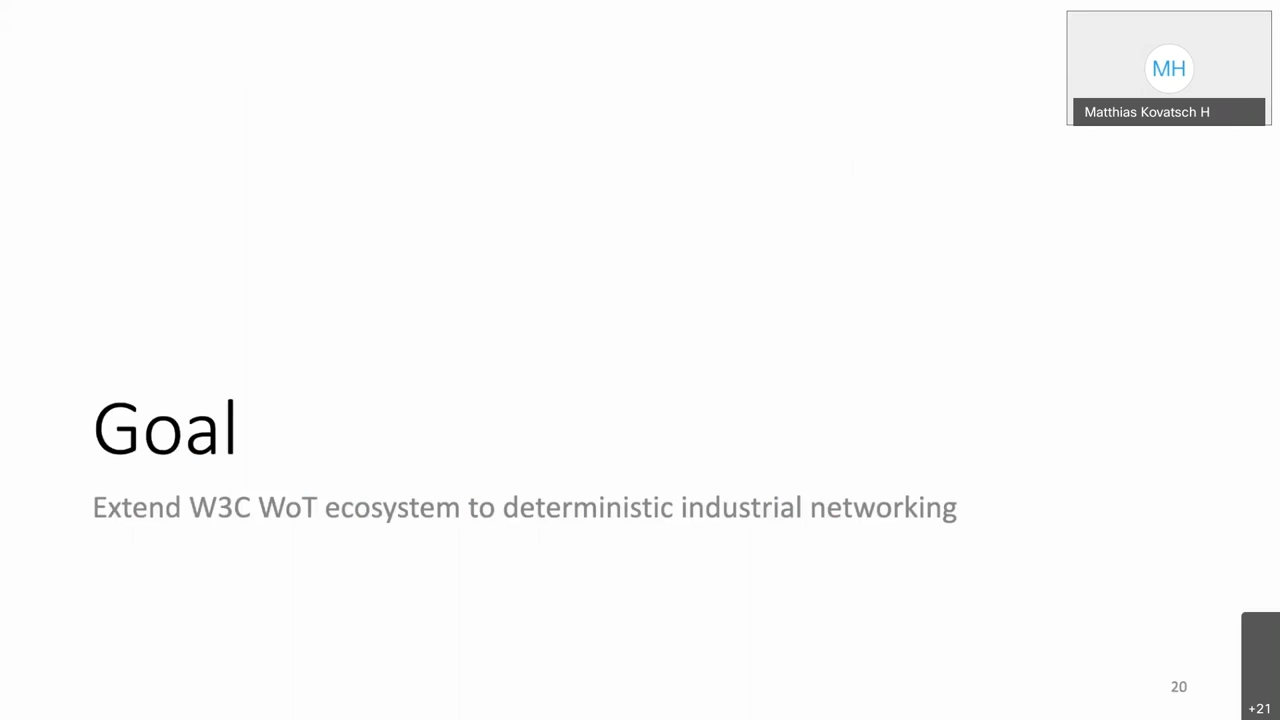 MH
Matthias Kovatsch H
Goal
Extend W3C WoT ecosystem to deterministic industrial networking
20
+21